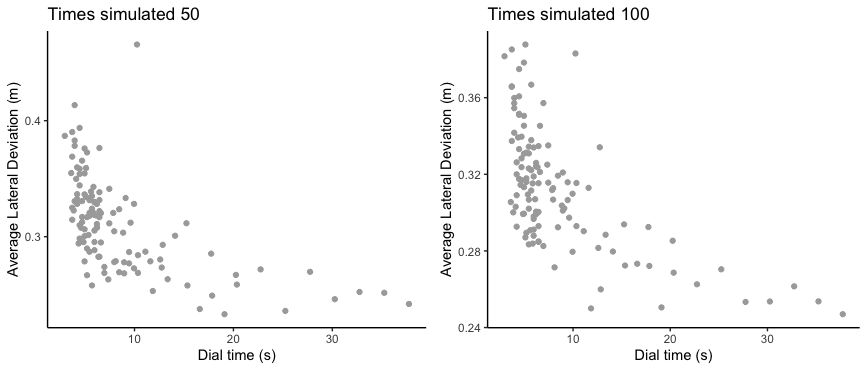 Times simulated 50
Average Lateral Deviation (m)
0.4
0.3
10
20
30
Dial time (s)
Times simulated 100
Average Lateral Deviation (m)
0.36
0.32
0.28
0.24
10
20
30
Dial time (s)